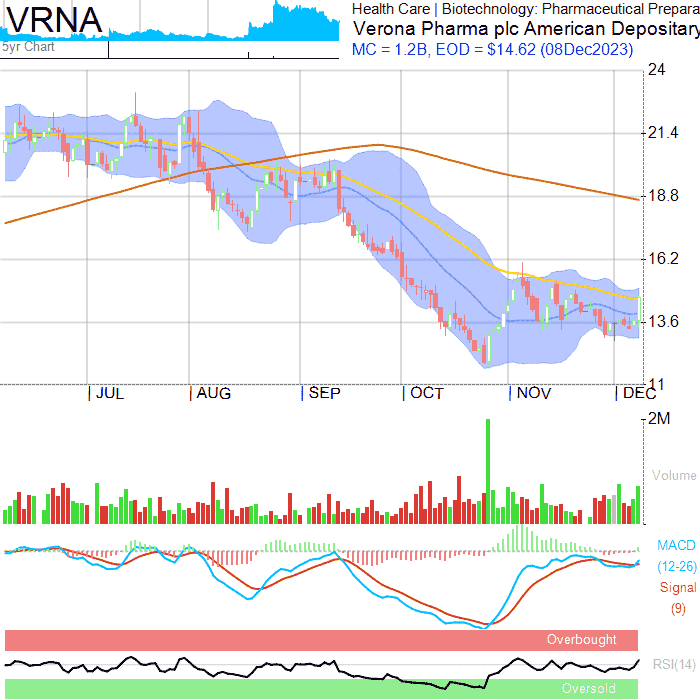 VRNA
5yr Chart
Health Care | Biotechnology: Pharmaceutical Prepara
Verona Pharma plc American Depositary
MC = 1.2B, EOD = $14.62 (08Dec2023)
24
21.4
18.8
16.2
13.6
11
JUL
AUG
SEP
OCT
NOV
DEC
2M
Volume
MACD
(12-26)
Signal
(9)
Overbought
RSI(14)
Oversold